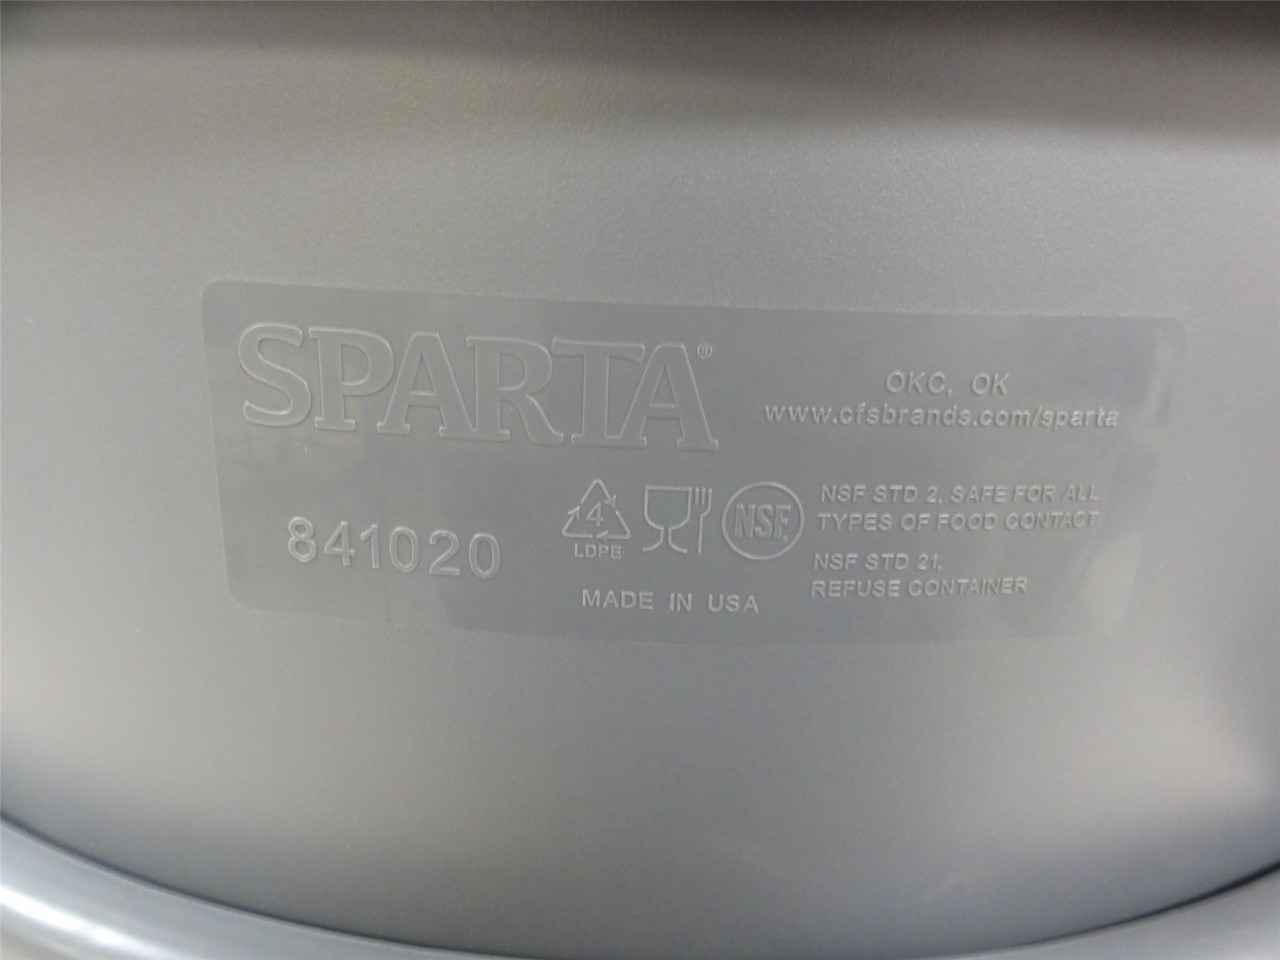 SPARTA®
OKC, OK
www.cfsbrands.com/sparta
841020
4
LDPE
NSF®
MADE IN USA
NSF STD 2, SAFE FOR ALL
TYPES OF FOOD CONTACT
NSF STD 21,
REFUSE CONTAINER